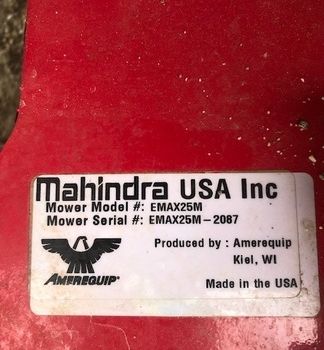 Mahindra USA Inc
Mower Model #: EMAX25M
Mower Serial #: EMAX25M-2087
Produced by : Amerequip
Kiel, WI
AMEREQUIP
Made in the USA